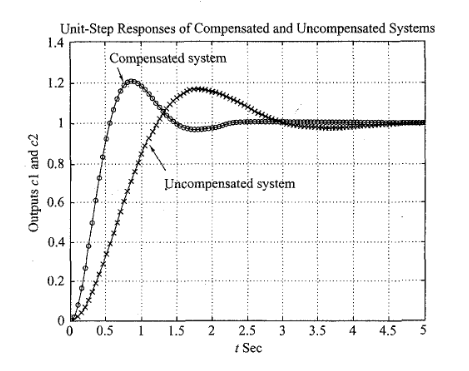 Unit-Step Responses of Compensated and Uncompensated Systems
1.4
Compensated system
1.2
1
0.8
Outputs c1 and c2
Uncompensated system
0.6
0.4
0.2
0
0 0.5 1 1.5 2 2.5 3 3.5 4 4.5 5
t Sec